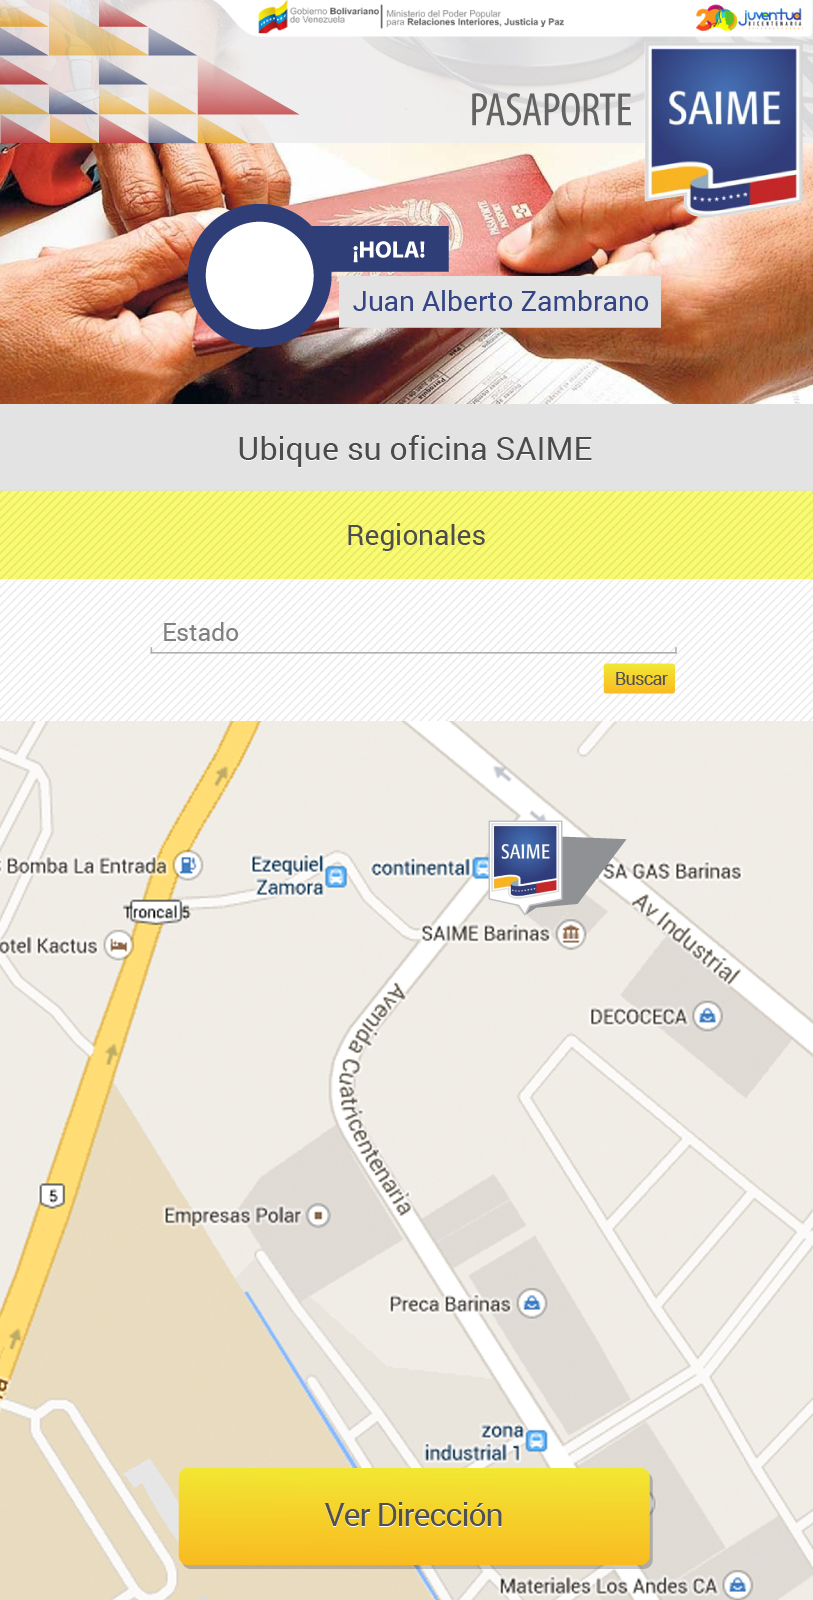 Gobierno Bolivariano
de Venezuela
Ministerio del Poder Popular
para Relaciones Interiores, Justicia y Paz
200 juventud
BICENTENARIA
PASAPORTE
SAIME
PASAPORTE
PASSPORT
¡HOLA!
Juan Alberto Zambrano
Ubique su oficina SAIME
Regionales
Estado
Buscar
Bomba La Entrada
Ezequiel
Zamora
continental
SAIME
SA GAS Barinas
Troncal 5
otel Kactus
SAIME Barinas
Av Industrial
DECOCECA
Avenida Cuatricentenaria
5
Empresas Polar
Preca Barinas
zona
industrial 1
Ver Dirección
Materiales Los Andes CA